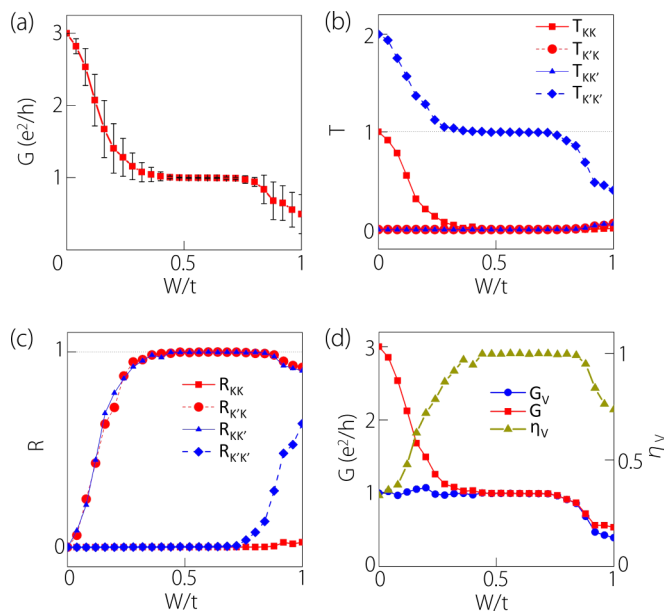 (a)
3
2
1
0
G (e²/h)
0
0.5
1
W/t
(b)
2
1
0
T
T_KK
T_K'K
T_KK'
T_K'K'
0
0.5
1
W/t
(c)
1
0
R
R_KK
R_K'K
R_KK'
R_K'K'
0
0.5
1
W/t
(d)
3
2
1
0
G (e²/h)
G_V
G
η_V
1
0.5
0
η_V
0
0.5
1
W/t